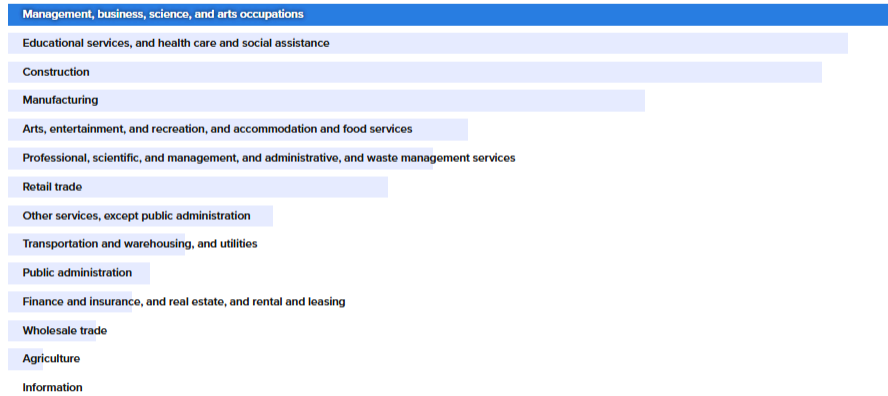 Management, business, science, and arts occupations
Educational services, and health care and social assistance
Construction
Manufacturing
Arts, entertainment, and recreation, and accommodation and food services
Professional, scientific, and management, and administrative, and waste management services
Retail trade
Other services, except public administration
Transportation and warehousing, and utilities
Public administration
Finance and insurance, and real estate, and rental and leasing
Wholesale trade
Agriculture
Information